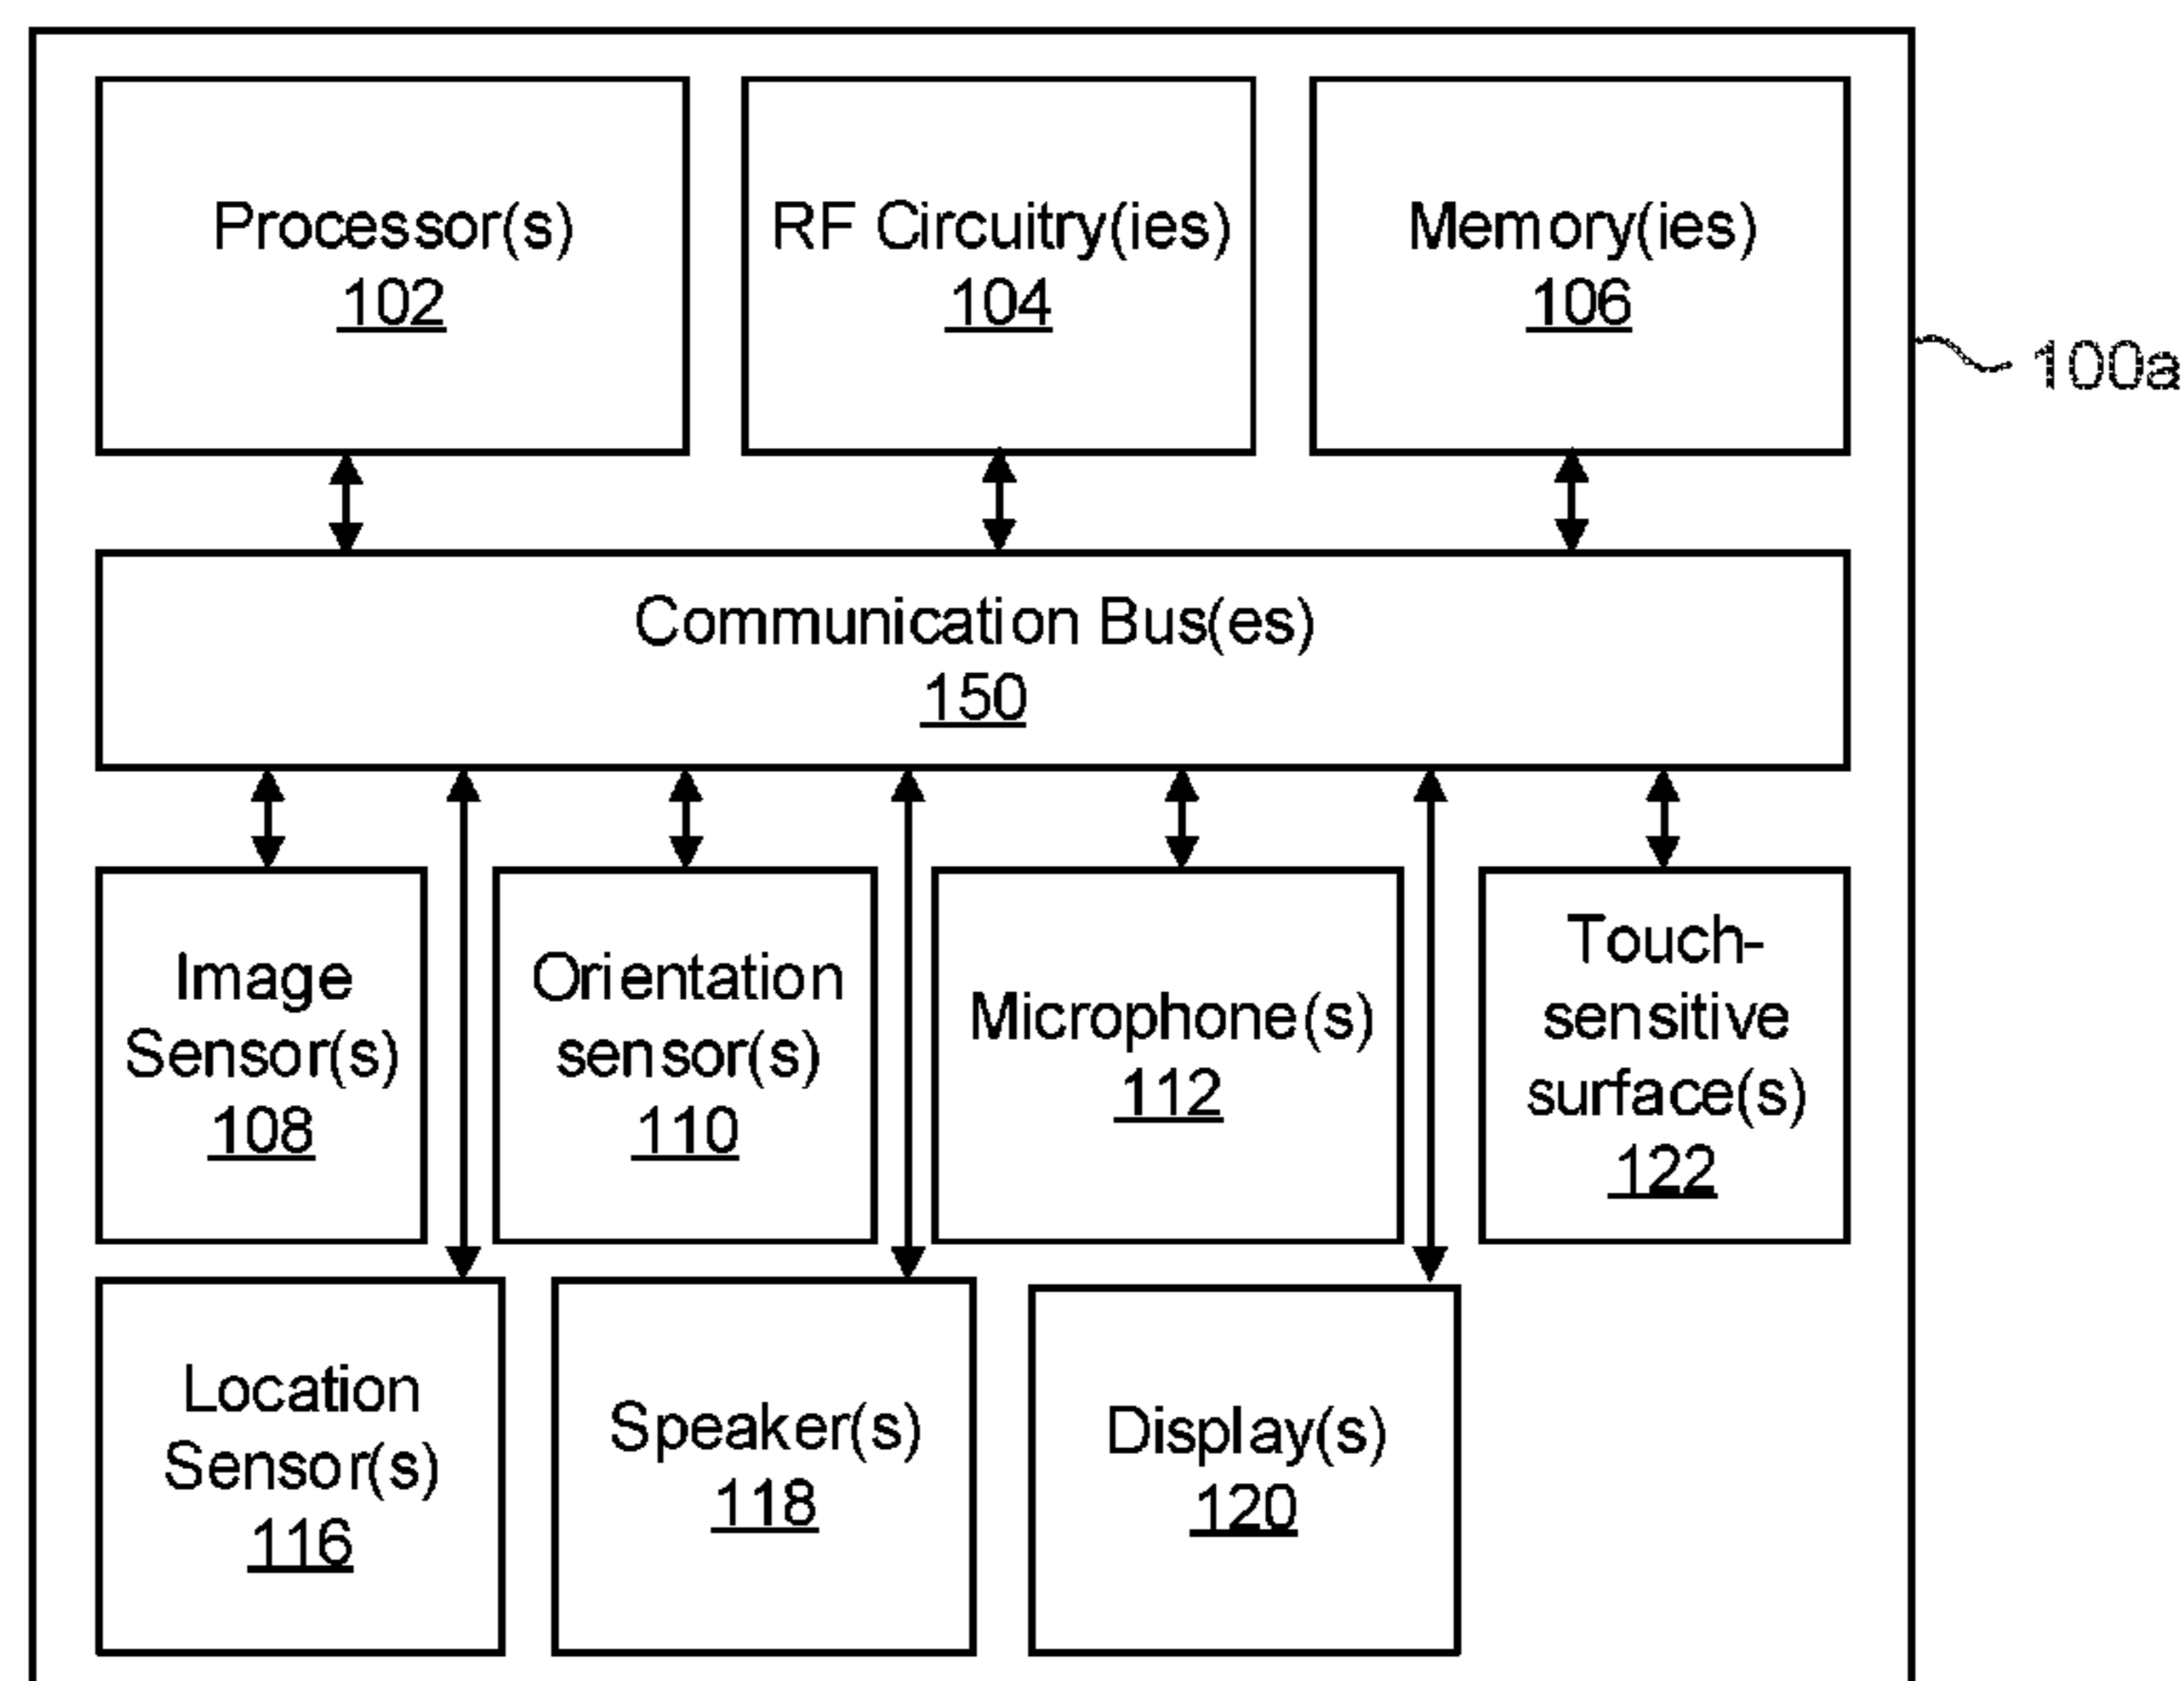 Processor(s)
102
RF Circuitry(ies)
104
Memory(ies)
106
100a
Communication Bus(es)
150
Image
Sensor(s)
108
Orientation
sensor(s)
110
Microphone(s)
112
Touch-
sensitive
surface(s)
122
Location
Sensor(s)
116
Speaker(s)
118
Display(s)
120